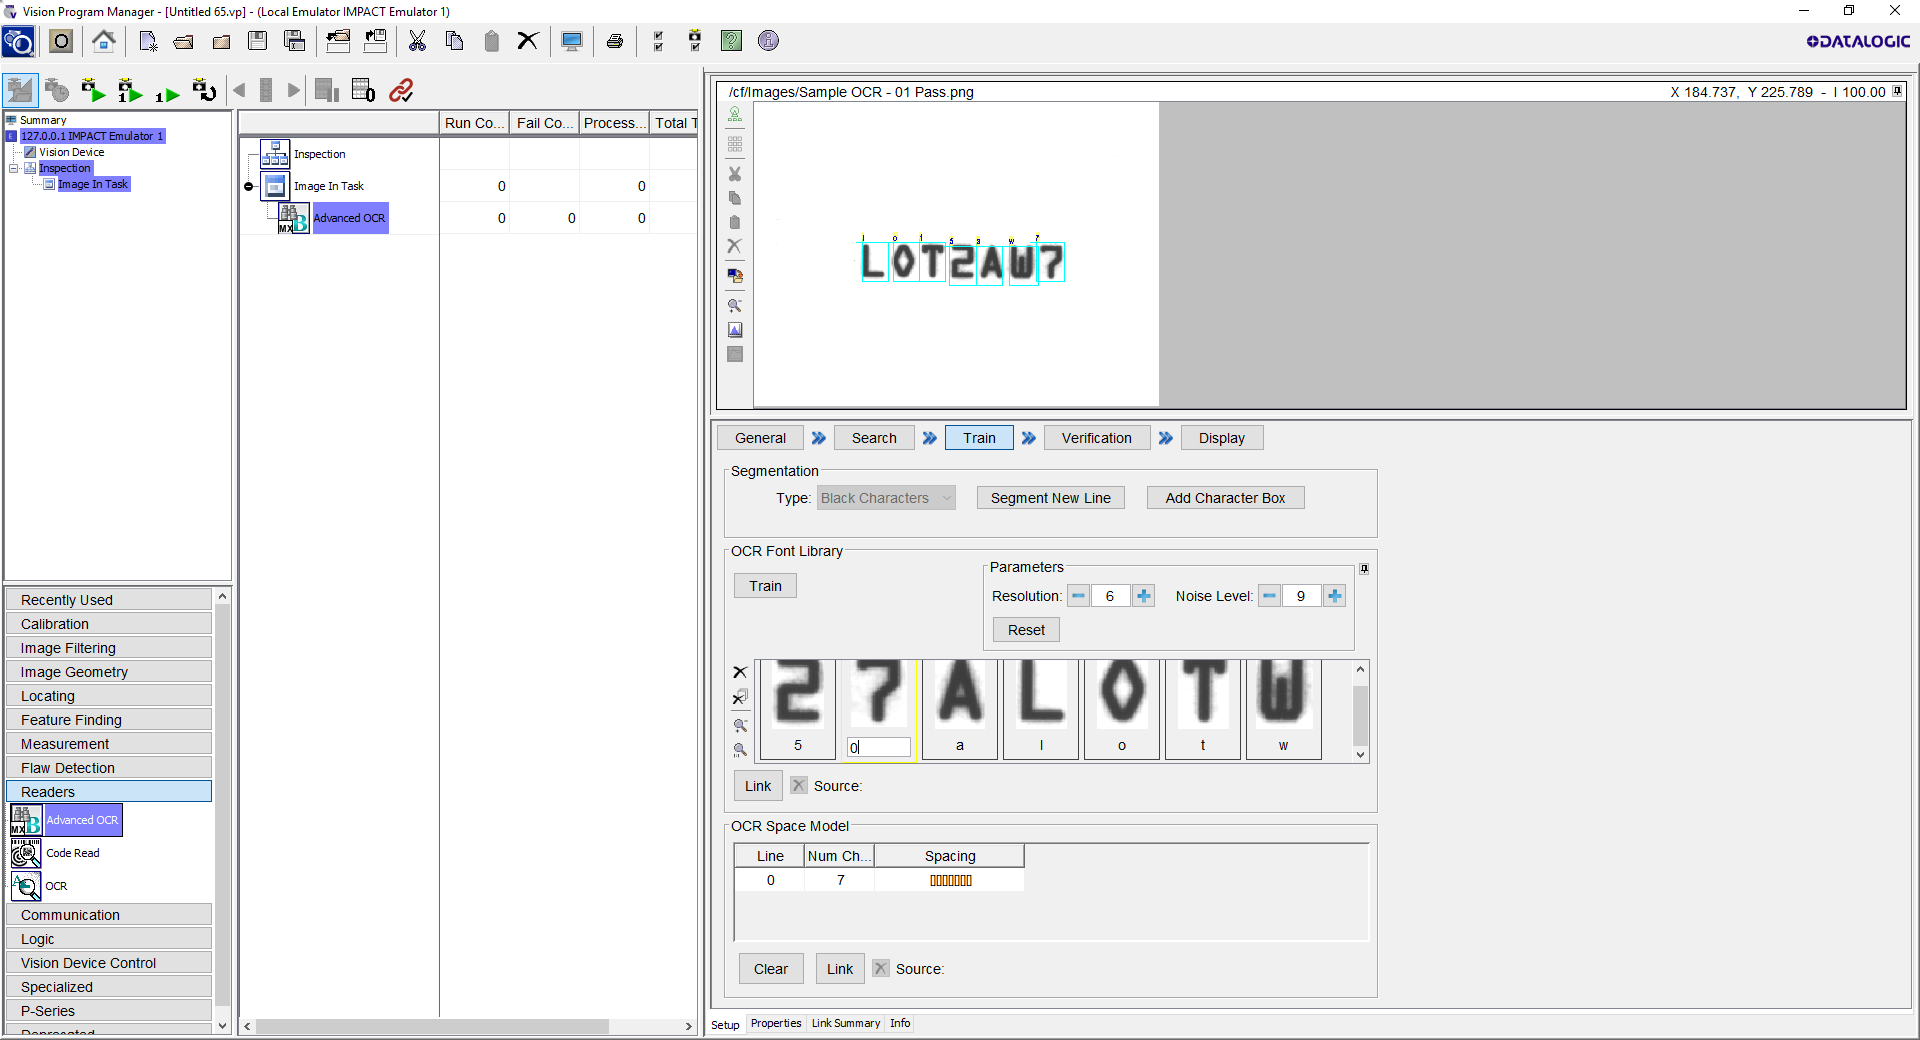 Vision Program Manager - [Untitled 65.vp] - (Local Emulator IMPACT Emulator 1)
DATALOGIC
Summary
127.0.0.1 IMPACT Emulator 1
Vision Device
Inspection
Image In Task
Run Co... Fail Co... Process... Total T
Inspection
Image In Task 0 0
Advanced OCR 0 0 0
/cf/Images/Sample OCR - 01 Pass.png X 184.737, Y 225.789 - I 100.00
l o t 5 a w 7
LOT2AW7
General Search Train Verification Display
Segmentation
Type: Black Characters Segment New Line Add Character Box
OCR Font Library
Train
Parameters
Resolution: 6 Noise Level: 9
Reset
2 7 A L O T W
5 0 a l o t w
Link Source:
OCR Space Model
Line Num Ch... Spacing
0 7
Clear Link Source:
Setup Properties Link Summary Info
Recently Used
Calibration
Image Filtering
Image Geometry
Locating
Feature Finding
Measurement
Flaw Detection
Readers
Advanced OCR
Code Read
OCR
Communication
Logic
Vision Device Control
Specialized
P-Series
Deprecated